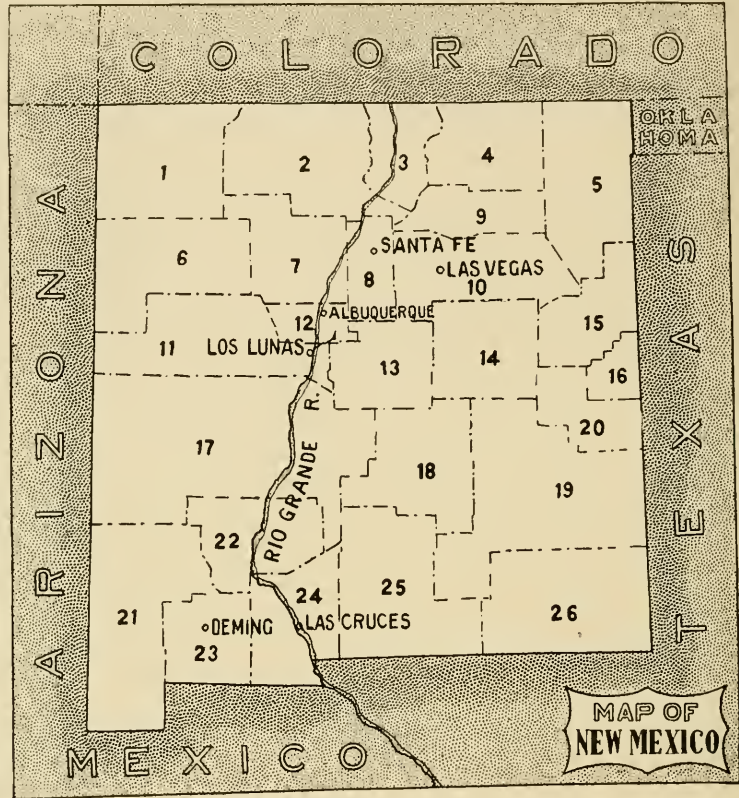 COLORADO
OKLA
HOMA
ARIZONA
TEXAS
1
2
3
4
5
6
7
8
9
SANTA FE
LAS VEGAS
10
11
12
ALBUQUERQUE
LOS LUNAS
13
14
15
16
R.
RIO GRANDE
17
18
19
20
21
22
24
25
26
DEMING
23
LAS CRUCES
MEXICO
MAP OF
NEW MEXICO